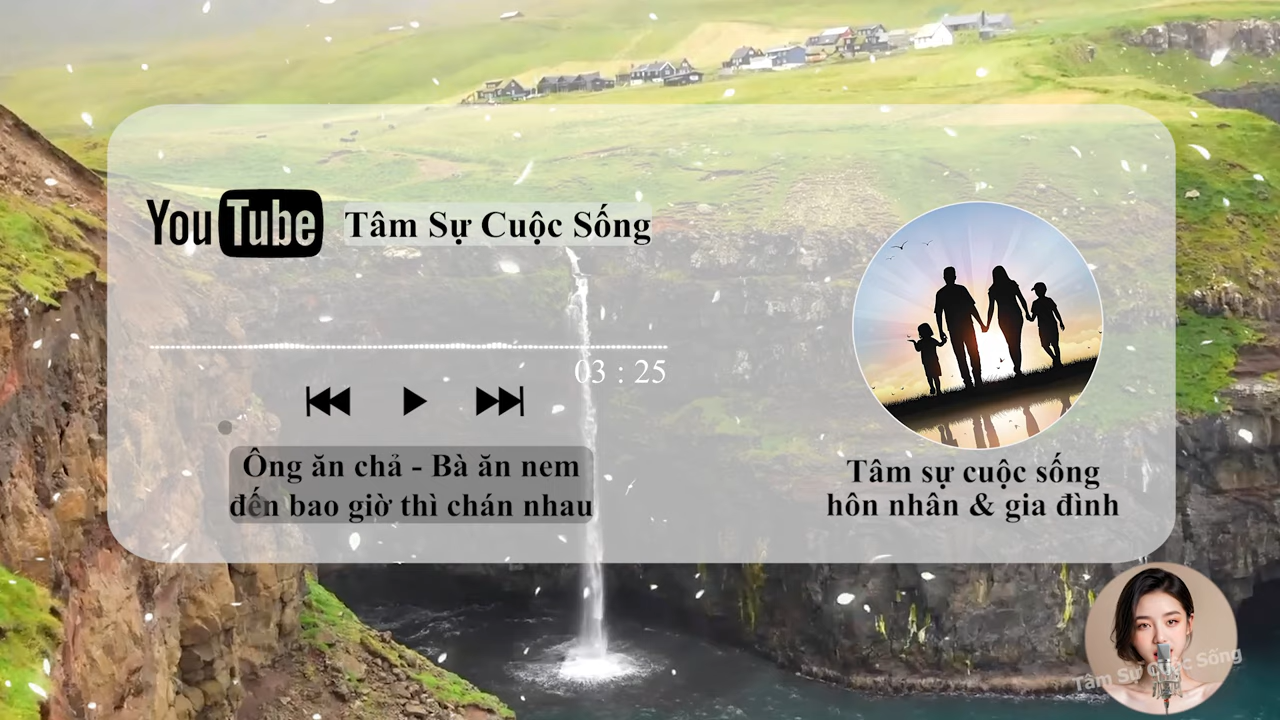 YouTube Tâm Sự Cuộc Sống
03 : 25
Ông ăn chả - Bà ăn nem
đến bao giờ thì chán nhau
Tâm sự cuộc sống
hôn nhân & gia đình
Tâm Sự Cuộc Sống